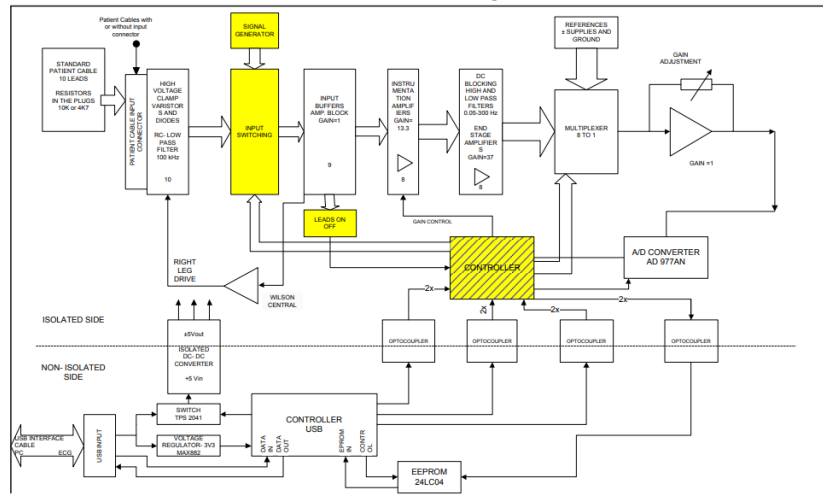 Patient Cables with
or without input
connector
SIGNAL
GENERATOR
REFERENCES
± SUPPLIES AND
GROUND
GAIN
ADJUSTMENT
STANDARD
PATIENT CABLE
10 LEADS
RESISTORS
IN THE PLUGS
10K or 4K7
PATIENT CABLE INPUT
CONNECTOR
HIGH
VOLTAGE
CLAMP
VARISTOR
S AND
DIODES
RC- LOW
PASS
FILTER
100 kHz
10
INPUT
SWITCHING
INPUT
BUFFERS
AMP. BLOCK
GAIN=1
9
INSTRU
MENTA
TION
AMPLIFI
ERS
GAIN=
13.3
8
DC
BLOCKING
HIGH AND
LOW PASS
FILTERS
0.05-300 Hz
END
STAGE
AMPLIFIER
S
GAIN=37
8
MULTIPLEXER
8 TO 1
GAIN =1
LEADS ON
OFF
GAIN CONTROL
CONTROLLER
A/D CONVERTER
AD 977AN
RIGHT
LEG
DRIVE
WILSON
CENTRAL
2x
2x
2x
2x
ISOLATED
SIDE
±5Vout
ISOLATED
DC- DC
CONVERTER
+5 Vin
OPTOCOUPLER
OPTOCOUPLER
OPTOCOUPLER
OPTOCOUPLER
NON- ISOLATED
SIDE
SWITCH
TPS 2041
CONTROLLER
USB
DATA
IN
DATA
OUT
EPROM
IN
CONTR
OL
USB INTERFACE
CABLE
PC ECG
USB INPUT
VOLTAGE
REGULATOR- 3V3
MAX882
EEPROM
24LC04